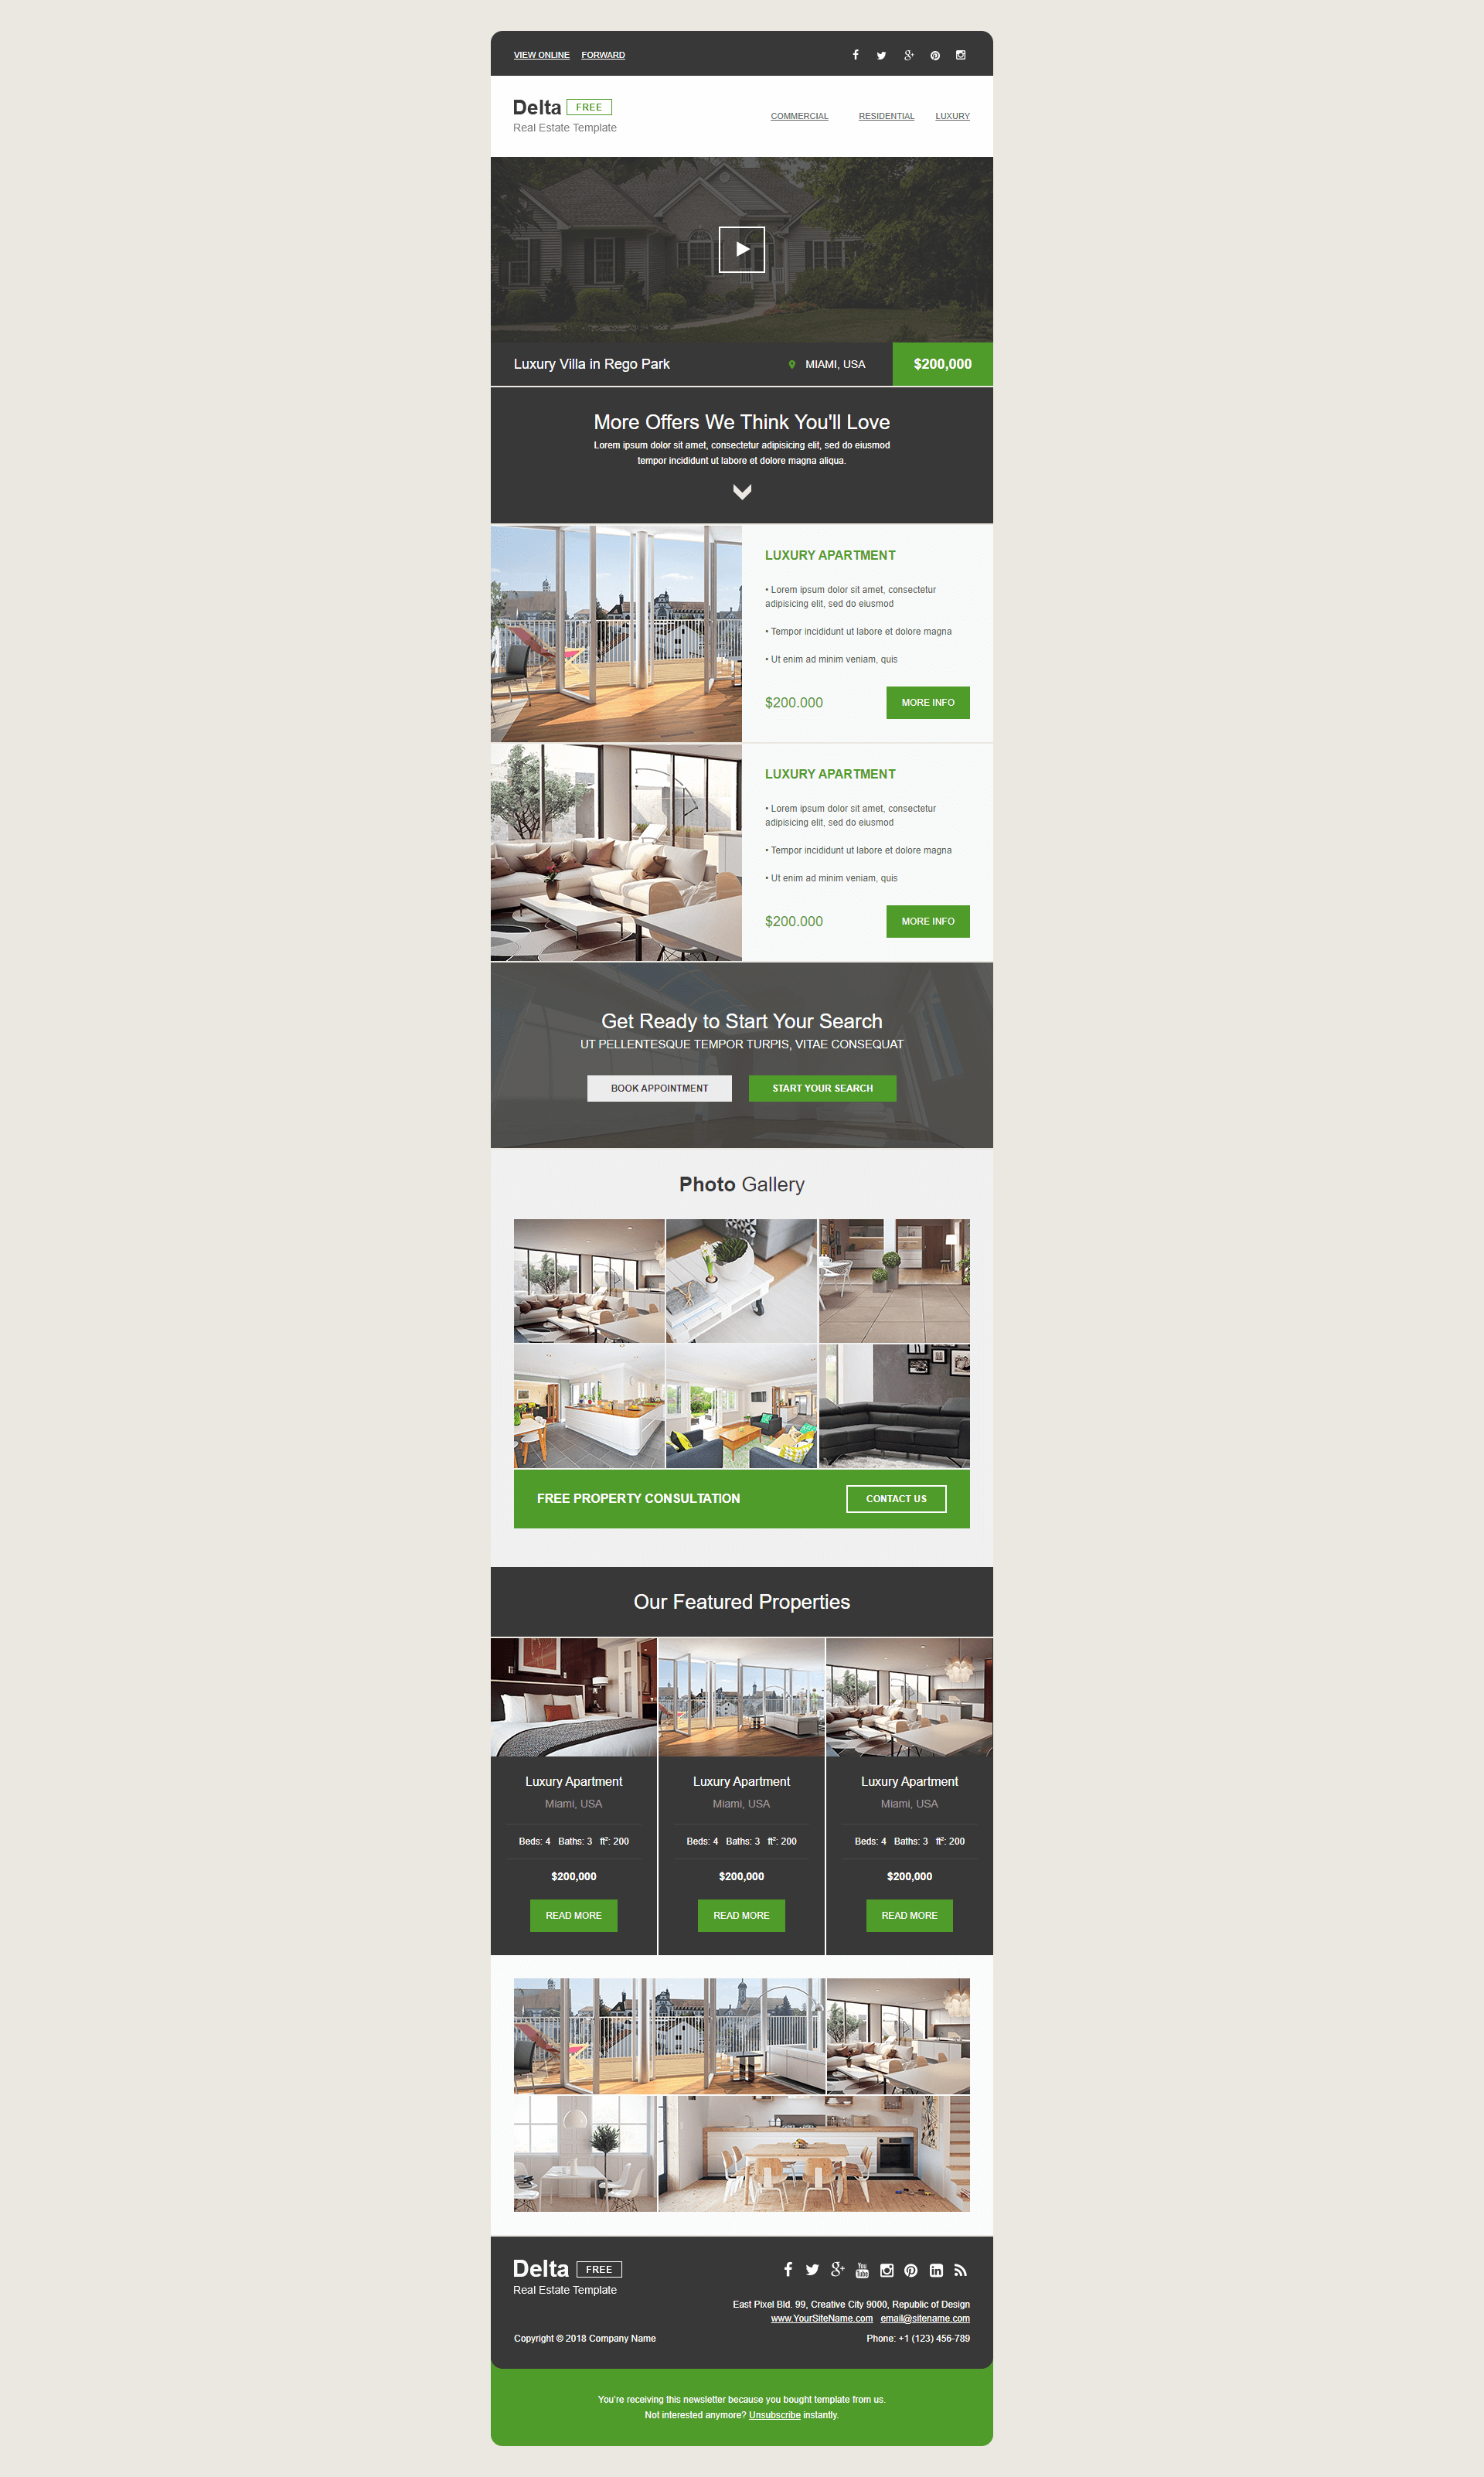 VIEW ONLINE FORWARD
Delta FREE
Real Estate Template
COMMERCIAL RESIDENTIAL LUXURY
Luxury Villa in Rego Park MIAMI, USA $200,000
More Offers We Think You'll Love
Lorem ipsum dolor sit amet, consectetur adipisicing elit, sed do eiusmod
tempor incididunt ut labore et dolore magna aliqua.
LUXURY APARTMENT
• Lorem ipsum dolor sit amet, consectetur
adipisicing elit, sed do eiusmod
• Tempor incididunt ut labore et dolore magna
• Ut enim ad minim veniam, quis
$200.000 MORE INFO
LUXURY APARTMENT
• Lorem ipsum dolor sit amet, consectetur
adipisicing elit, sed do eiusmod
• Tempor incididunt ut labore et dolore magna
• Ut enim ad minim veniam, quis
$200.000 MORE INFO
Get Ready to Start Your Search
UT PELLENTESQUE TEMPOR TURPIS, VITAE CONSEQUAT
BOOK APPOINTMENT START YOUR SEARCH
Photo Gallery
FREE PROPERTY CONSULTATION CONTACT US
Our Featured Properties
Luxury Apartment
Miami, USA
Beds: 4 Baths: 3 ft²: 200
$200,000
READ MORE
Luxury Apartment
Miami, USA
Beds: 4 Baths: 3 ft²: 200
$200,000
READ MORE
Luxury Apartment
Miami, USA
Beds: 4 Baths: 3 ft²: 200
$200,000
READ MORE
Delta FREE
Real Estate Template
East Pixel Bld. 99, Creative City 9000, Republic of Design
www.YourSiteName.com email@sitename.com
Copyright © 2018 Company Name
Phone: +1 (123) 456-789
You're receiving this newsletter because you bought template from us.
Not interested anymore? Unsubscribe instantly.